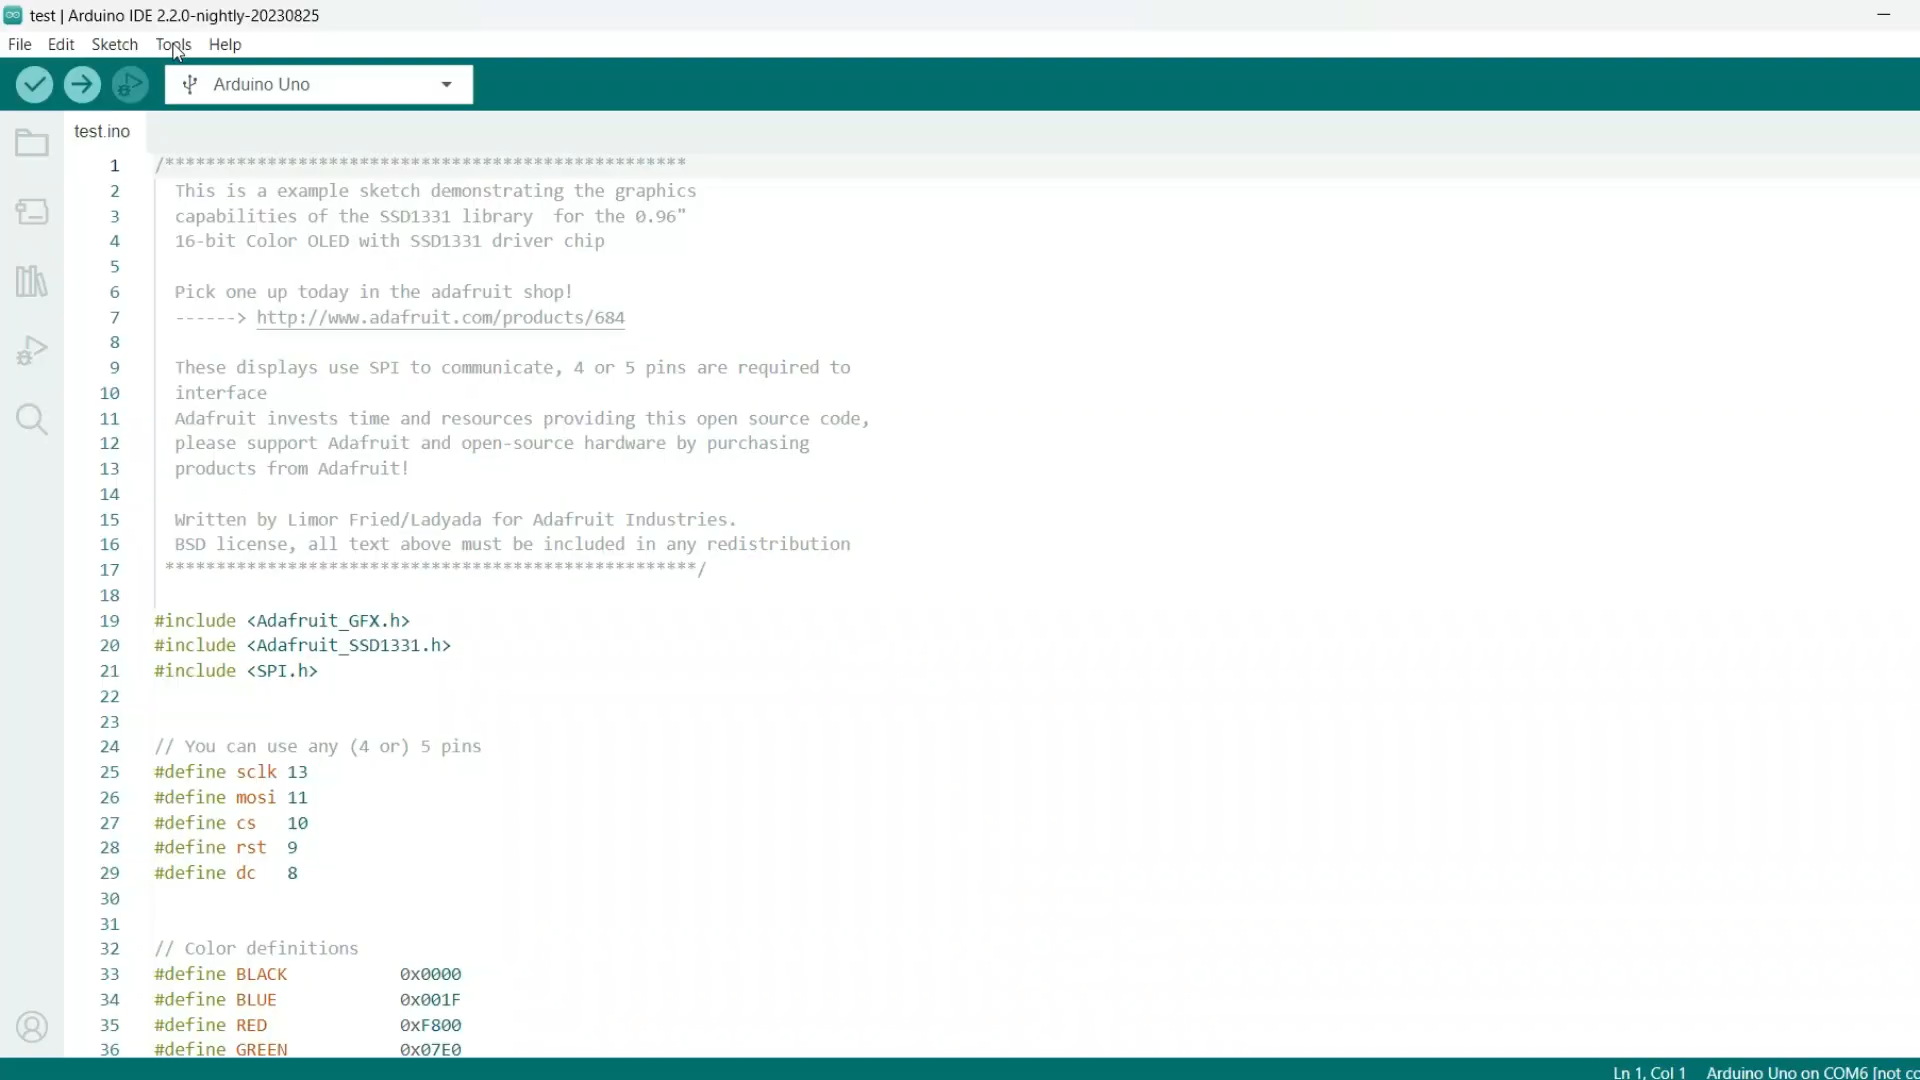 test | Arduino IDE 2.2.0-nightly-20230825
File Edit Sketch Tools Help
Arduino Uno
test.ino
1 /***************************************************
2 This is a example sketch demonstrating the graphics
3 capabilities of the SSD1331 library  for the 0.96"
4 16-bit Color OLED with SSD1331 driver chip
5
6 Pick one up today in the adafruit shop!
7 ------> http://www.adafruit.com/products/684
8
9 These displays use SPI to communicate, 4 or 5 pins are required to
10 interface
11 Adafruit invests time and resources providing this open source code,
12 please support Adafruit and open-source hardware by purchasing
13 products from Adafruit!
14
15 Written by Limor Fried/Ladyada for Adafruit Industries.
16 BSD license, all text above must be included in any redistribution
17 ****************************************************/
18
19 #include <Adafruit_GFX.h>
20 #include <Adafruit_SSD1331.h>
21 #include <SPI.h>
22
23
24 // You can use any (4 or) 5 pins
25 #define sclk 13
26 #define mosi 11
27 #define cs   10
28 #define rst  9
29 #define dc   8
30
31
32 // Color definitions
33 #define BLACK           0x0000
34 #define BLUE            0x001F
35 #define RED             0xF800
36 #define GREEN           0x07E0
Ln 1, Col 1 Arduino Uno on COM6 [not co